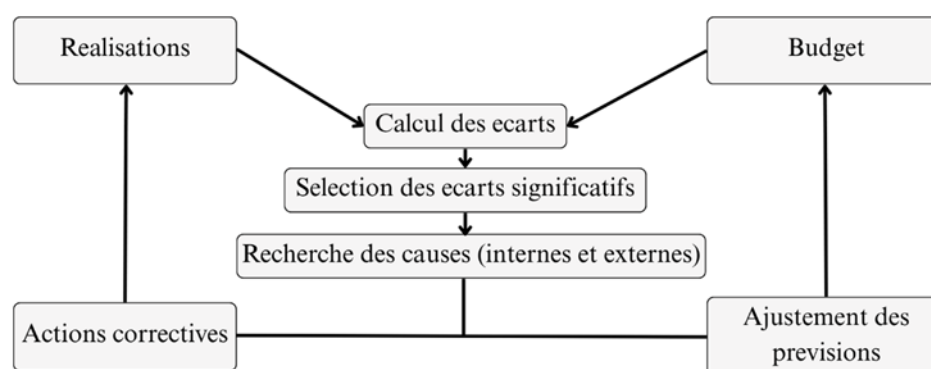 Realisations
Budget
Calcul des ecarts
Selection des ecarts significatifs
Recherche des causes (internes et externes)
Actions correctives
Ajustement des
previsions